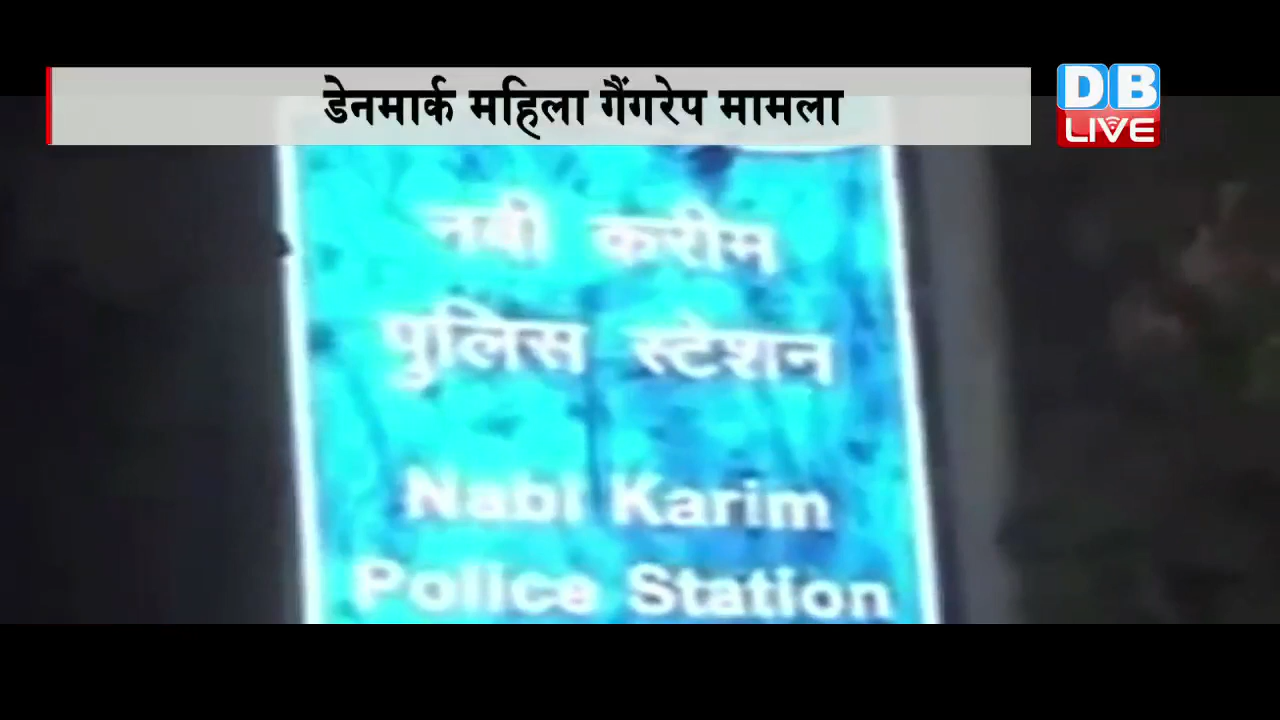 डेनमार्क महिला गैंगरेप मामला
DB
LIVE
नबी करीम
पुलिस स्टेशन
Nabi Karim
Police Station